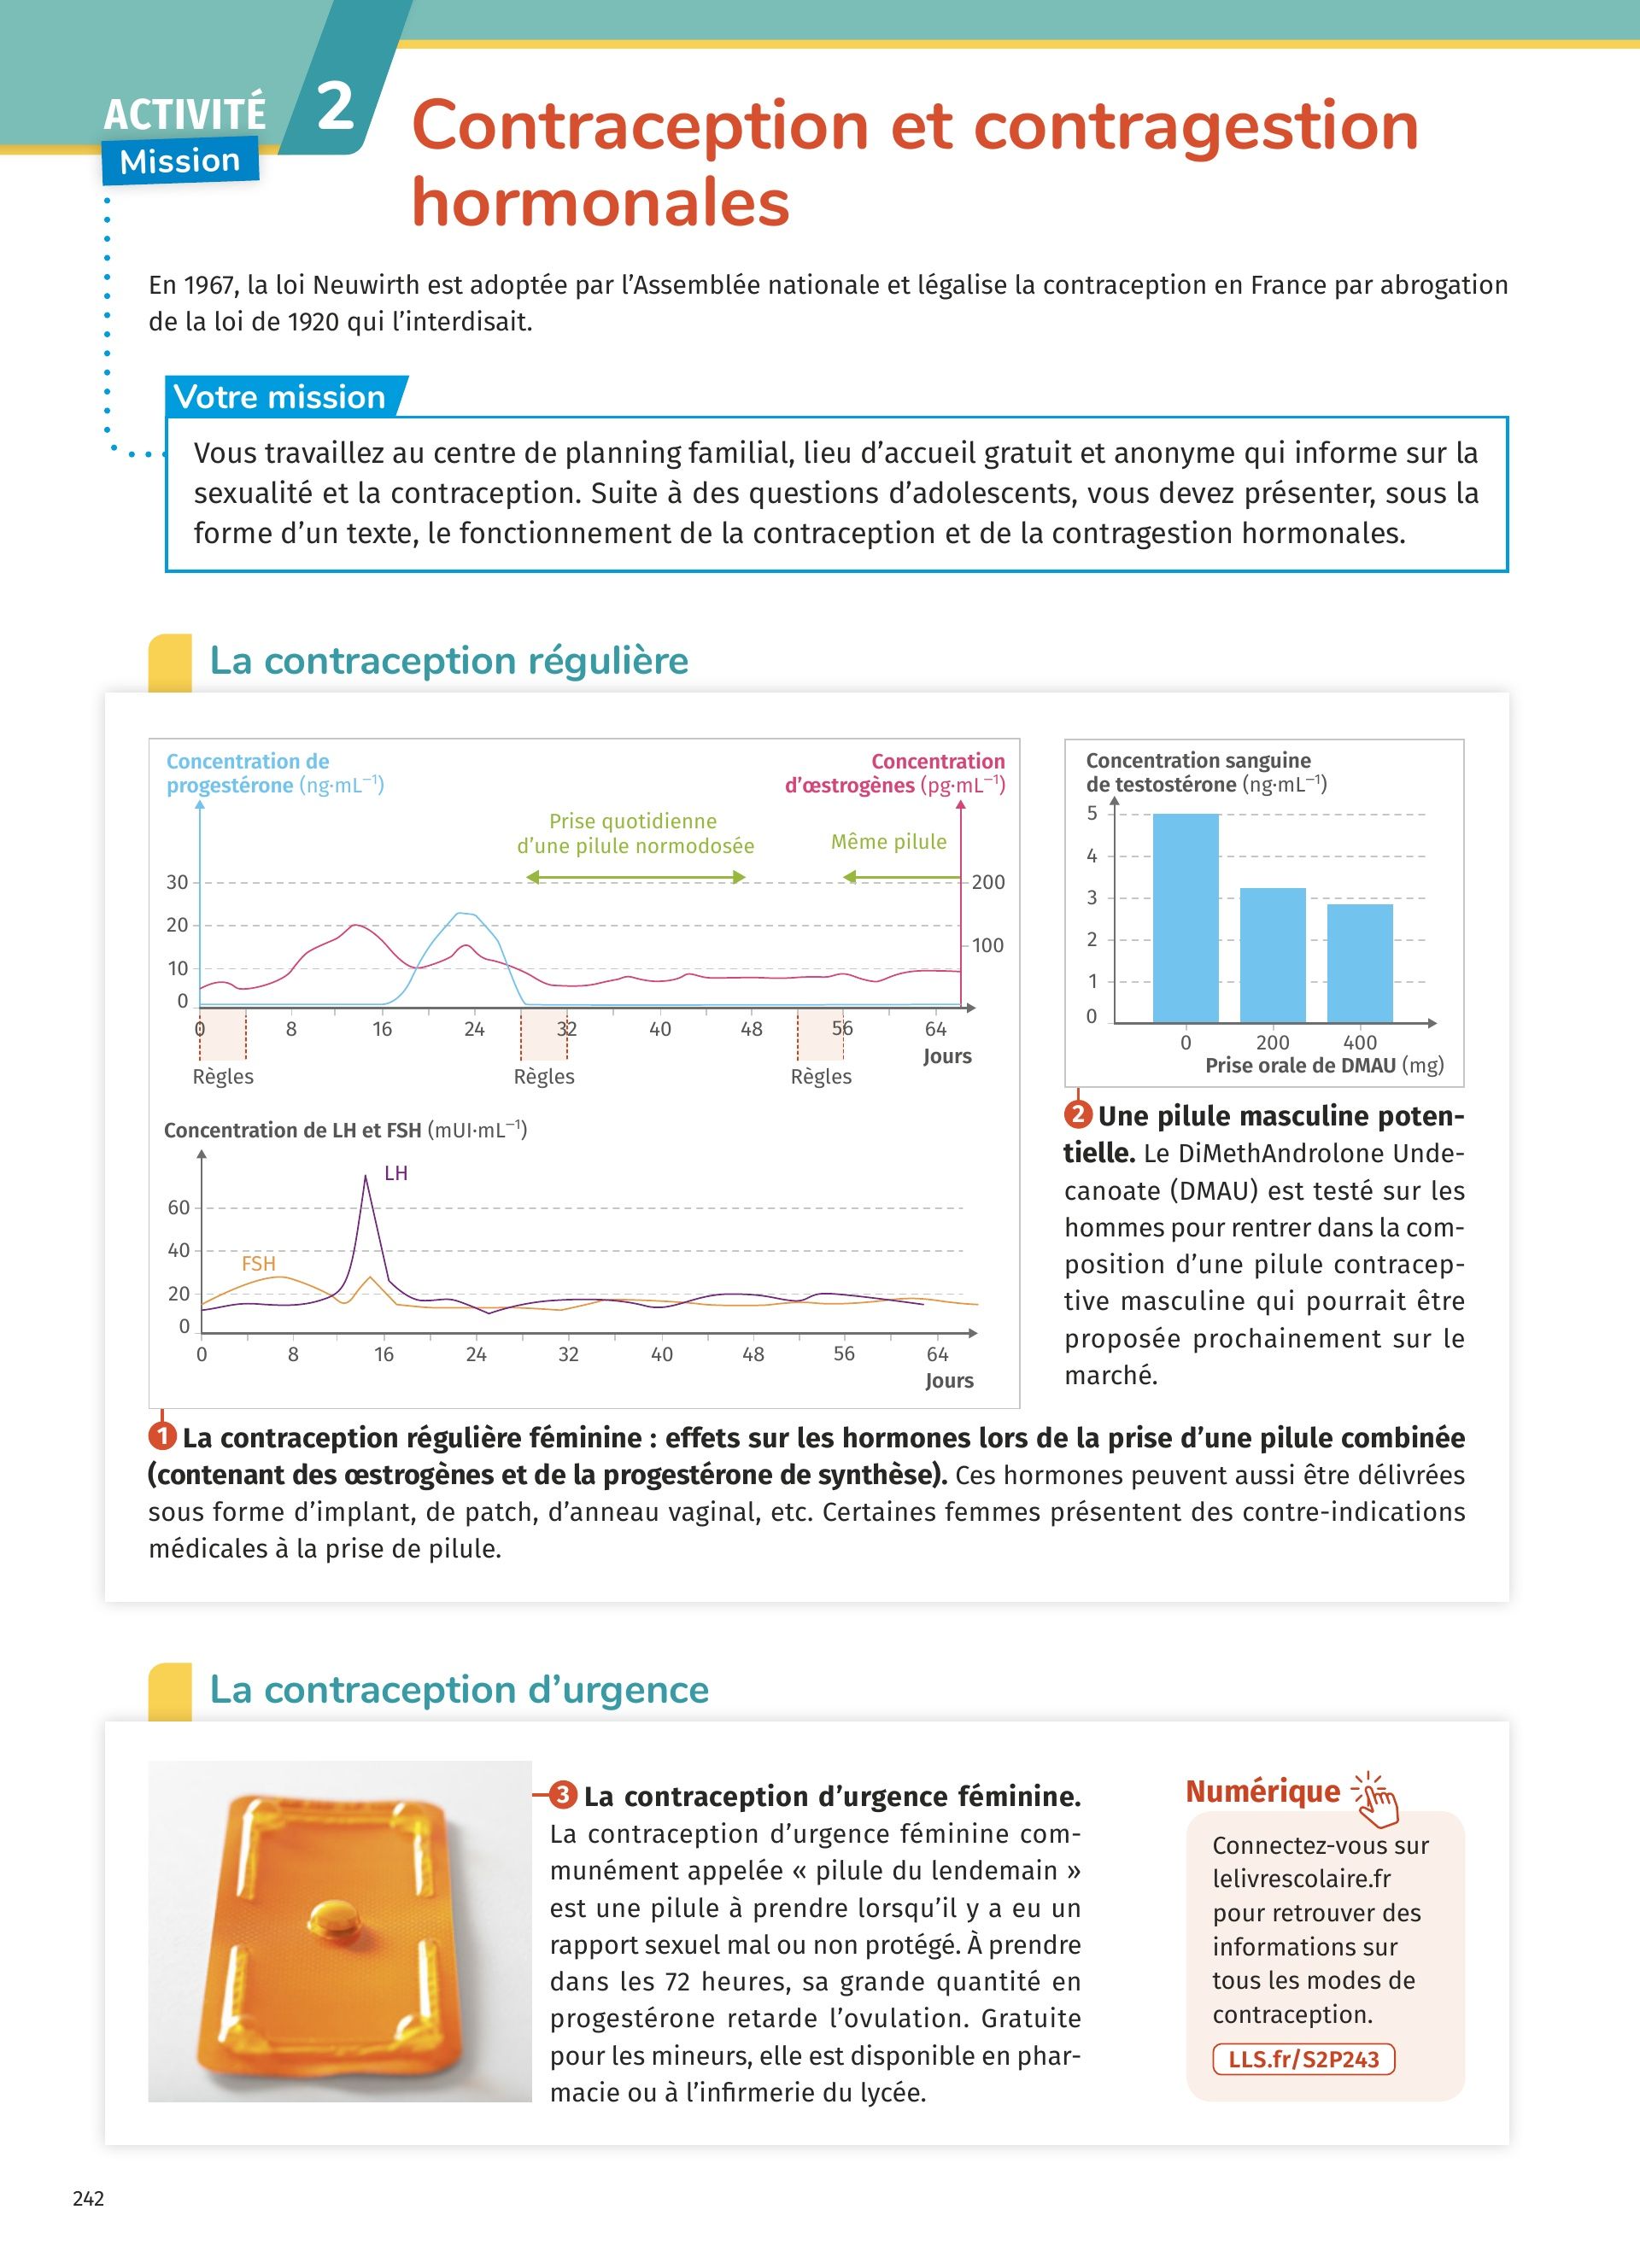 ACTIVITÉ 2
Mission
Contraception et contragestion
hormonales
En 1967, la loi Neuwirth est adoptée par l’Assemblée nationale et légalise la contraception en France par abrogation
de la loi de 1920 qui l’interdisait.
Votre mission
Vous travaillez au centre de planning familial, lieu d’accueil gratuit et anonyme qui informe sur la
sexualité et la contraception. Suite à des questions d’adolescents, vous devez présenter, sous la
forme d’un texte, le fonctionnement de la contraception et de la contragestion hormonales.
La contraception régulière
Concentration de
progestérone (ng·mL⁻¹)
Concentration
d’œstrogènes (pg·mL⁻¹)
Prise quotidienne
d’une pilule normodosée
Même pilule
30
20
10
0
200
100
0 8 16 24 32 40 48 56 64
Jours
Règles Règles Règles
Concentration de LH et FSH (mUI·mL⁻¹)
LH
FSH
60
40
20
0
0 8 16 24 32 40 48 56 64
Jours
Concentration sanguine
de testostérone (ng·mL⁻¹)
5
4
3
2
1
0
0 200 400
Prise orale de DMAU (mg)
2 Une pilule masculine poten-
tielle. Le DiMethAndrolone Unde-
canoate (DMAU) est testé sur les
hommes pour rentrer dans la com-
position d’une pilule contracep-
tive masculine qui pourrait être
proposée prochainement sur le
marché.
1 La contraception régulière féminine : effets sur les hormones lors de la prise d’une pilule combinée
(contenant des œstrogènes et de la progestérone de synthèse). Ces hormones peuvent aussi être délivrées
sous forme d’implant, de patch, d’anneau vaginal, etc. Certaines femmes présentent des contre-indications
médicales à la prise de pilule.
La contraception d’urgence
3 La contraception d’urgence féminine.
La contraception d’urgence féminine com-
munément appelée « pilule du lendemain »
est une pilule à prendre lorsqu’il y a eu un
rapport sexuel mal ou non protégé. À prendre
dans les 72 heures, sa grande quantité en
progestérone retarde l’ovulation. Gratuite
pour les mineurs, elle est disponible en phar-
macie ou à l’infirmerie du lycée.
Numérique
Connectez-vous sur
lelivrescolaire.fr
pour retrouver des
informations sur
tous les modes de
contraception.
LLS.fr/S2P243
242